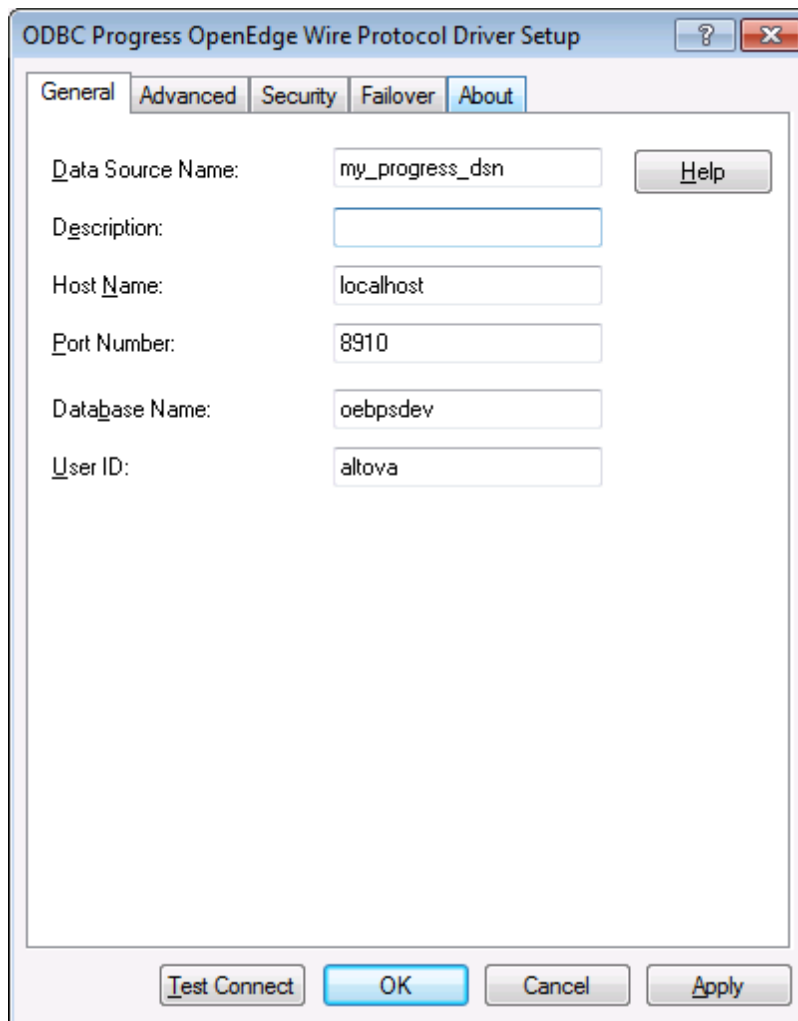 ODBC Progress OpenEdge Wire Protocol Driver Setup
General Advanced Security Failover About
Data Source Name: my_progress_dsn Help
Description:
Host Name: localhost
Port Number: 8910
Database Name: oebpsdev
User ID: altova
Test Connect OK Cancel Apply